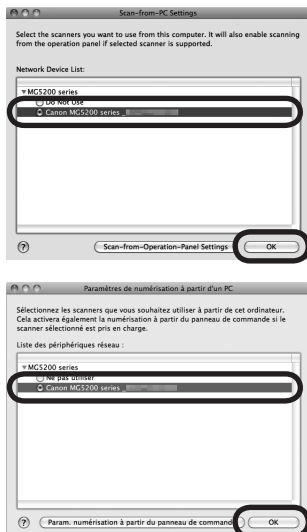 Scan-from-PC Settings
Select the scanners you want to use from this computer. It will also enable scanning
from the operation panel if selected scanner is supported.
Network Device List:
▼MG5200 series
Do Not Use
Canon MG5200 series _
? Scan-from-Operation-Panel Settings OK
Paramètres de numérisation à partir d'un PC
Sélectionnez les scanners que vous souhaitez utiliser à partir de cet ordinateur.
Cela activera également la numérisation à partir du panneau de commande si le
scanner sélectionné est pris en charge.
Liste des périphériques réseau :
▼MG5200 series
Ne pas utiliser
Canon MG5200 series _
? Param. numérisation à partir du panneau de command OK